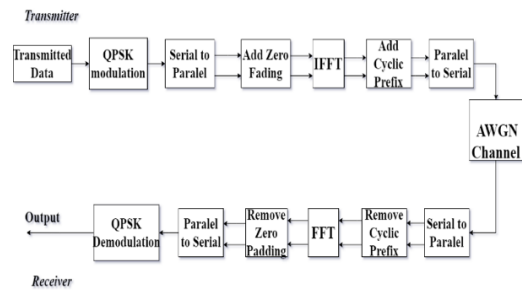 Transmitter
Transmitted
Data
QPSK
modulation
Serial to
Paralel
Add Zero
Fading
IFFT
Add
Cyclic
Prefix
Paralel
to Serial
AWGN
Channel
Output
QPSK
Demodulation
Paralel
to Serial
Remove
Zero
Padding
FFT
Remove
Cyclic
Prefix
Serial to
Paralel
Receiver